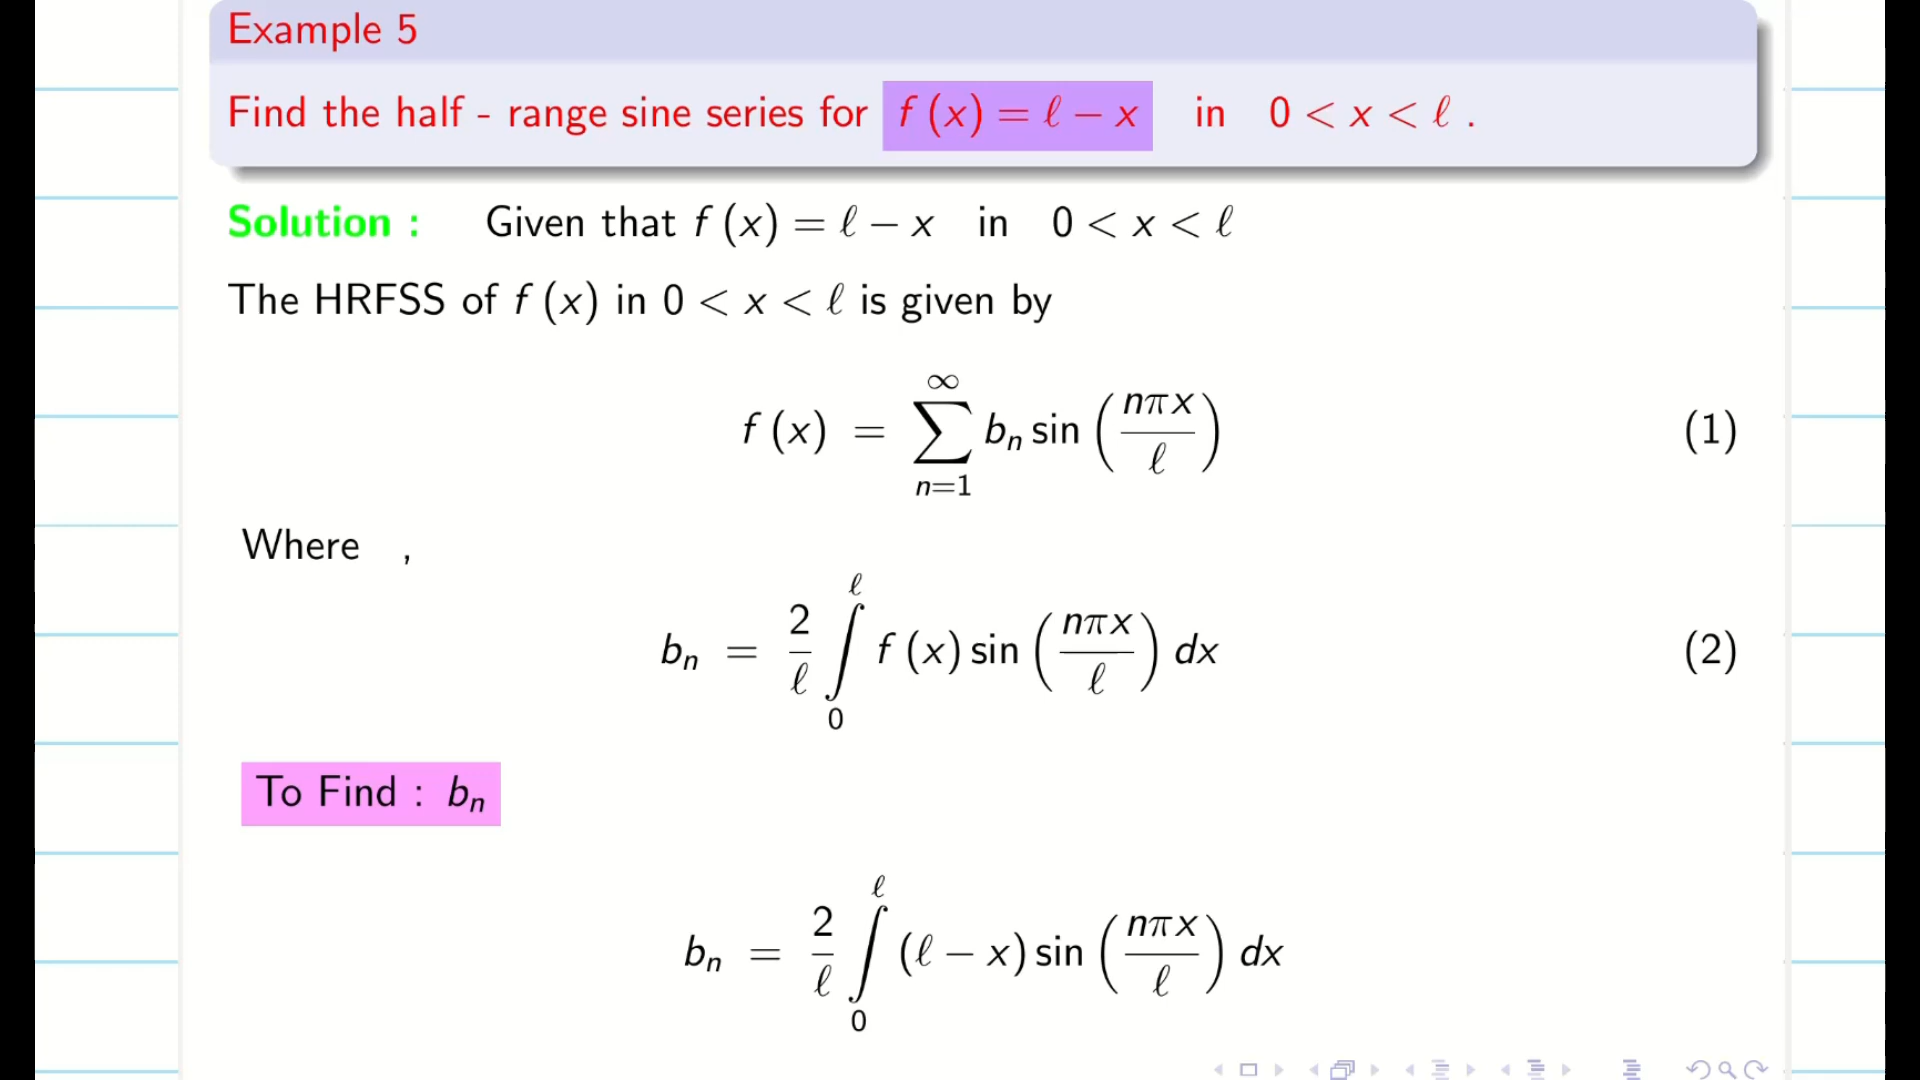 Example 5
Find the half - range sine series for f (x) = ℓ − x in 0 < x < ℓ .
Solution : Given that f (x) = ℓ − x in 0 < x < ℓ
The HRFSS of f (x) in 0 < x < ℓ is given by
f (x) = ∑_{n=1}^{∞} b_n sin (nπx/ℓ) (1)
Where ,
b_n = 2/ℓ ∫_0^ℓ f (x) sin (nπx/ℓ) dx (2)
To Find : b_n
b_n = 2/ℓ ∫_0^ℓ (ℓ − x) sin (nπx/ℓ) dx